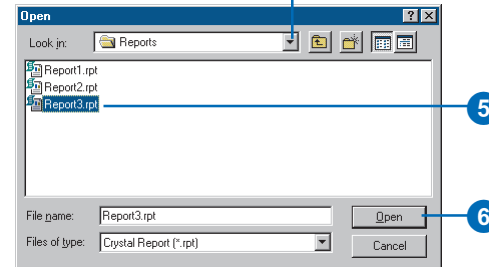 Open
Look in: Reports
Report1.rpt
Report2.rpt
Report3.rpt
5
File name: Report3.rpt Open 6
Files of type: Crystal Report (*.rpt) Cancel